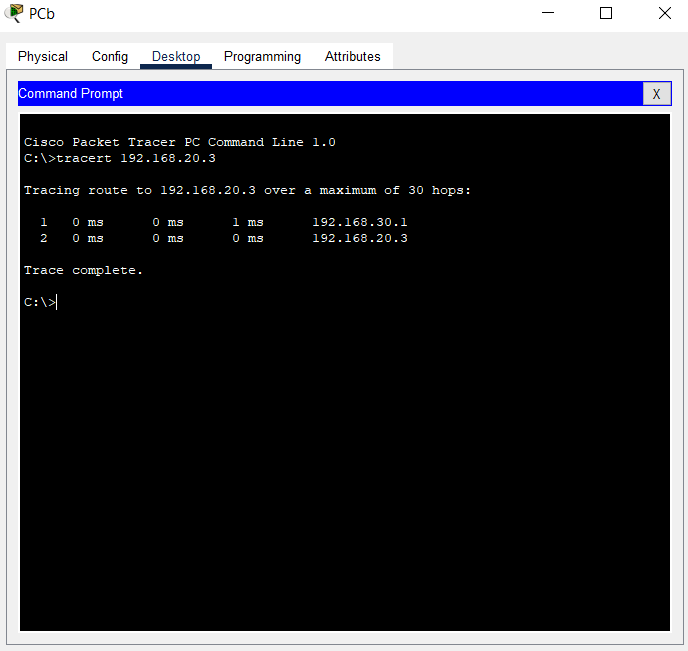 PCb
Physical Config Desktop Programming Attributes
Command Prompt X
Cisco Packet Tracer PC Command Line 1.0
C:\>tracert 192.168.20.3
Tracing route to 192.168.20.3 over a maximum of 30 hops:
1 0 ms 0 ms 1 ms 192.168.30.1
2 0 ms 0 ms 0 ms 192.168.20.3
Trace complete.
C:\>